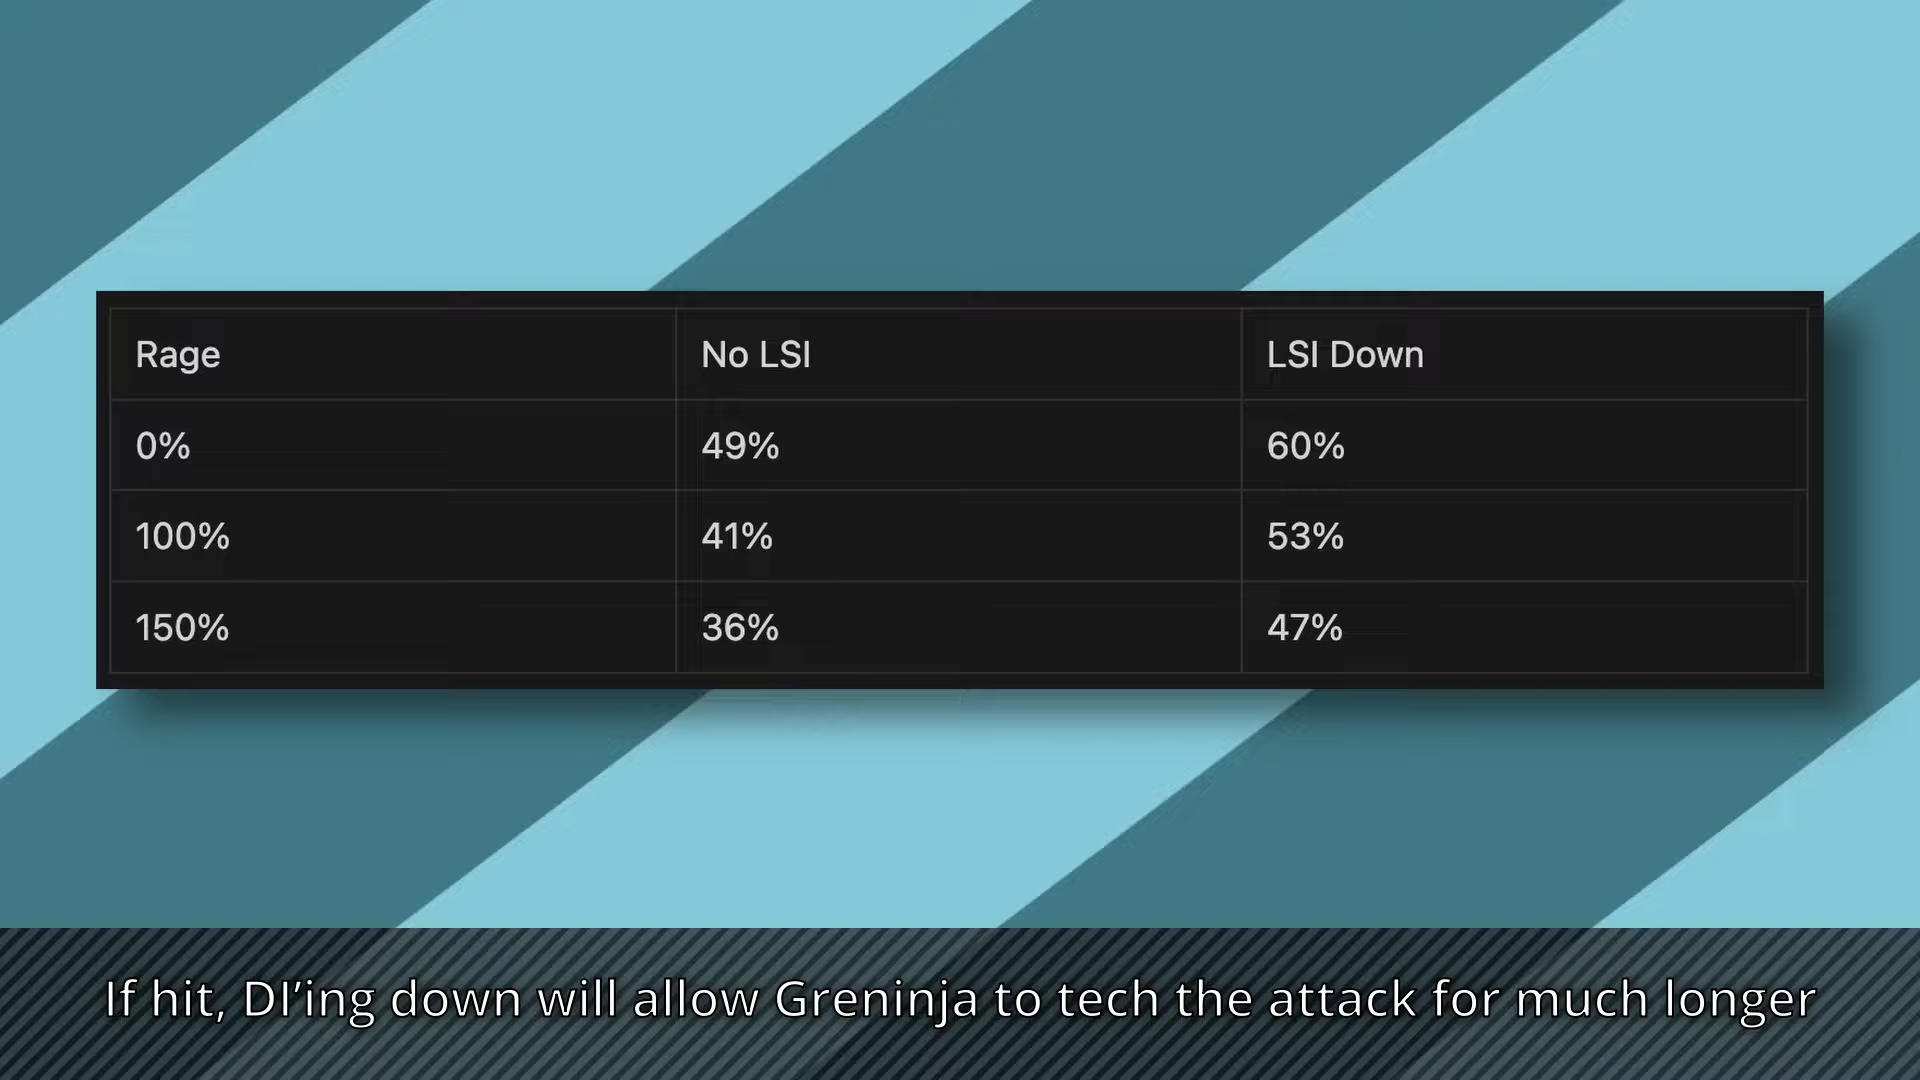 Rage No LSI LSI Down
0% 49% 60%
100% 41% 53%
150% 36% 47%
If hit, DI’ing down will allow Greninja to tech the attack for much longer